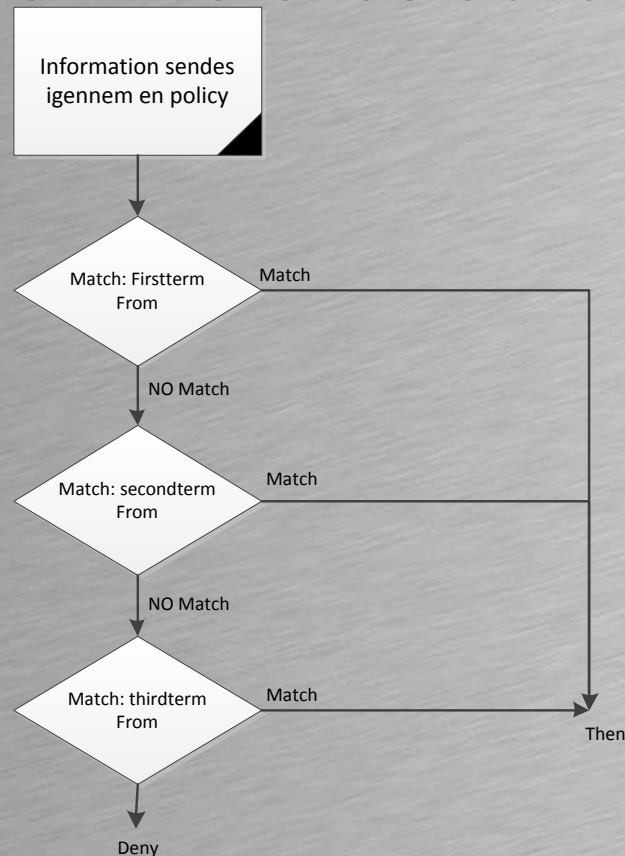 Information sendes
igennem en policy
Match: Firstterm
From
Match
NO Match
Match: secondterm
From
Match
NO Match
Match: thirdterm
From
Match
Then
Deny